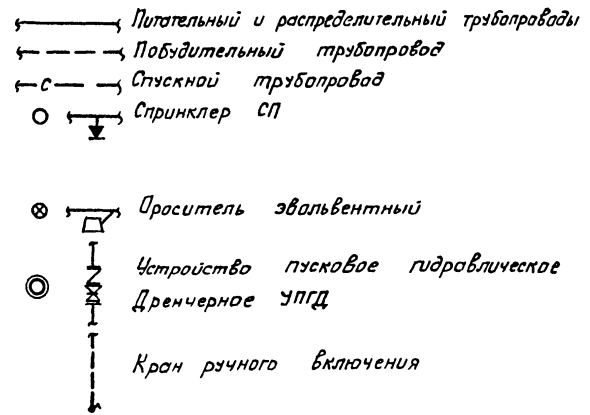 Питательный и распределительный трубопроводы
Побудительный трубопровод
с Спускной трубопровод
Спринклер СП
Ороситель эвольвентный
Устройство пусковое гидравлическое
Дренчерное УПГД
Кран ручного включения